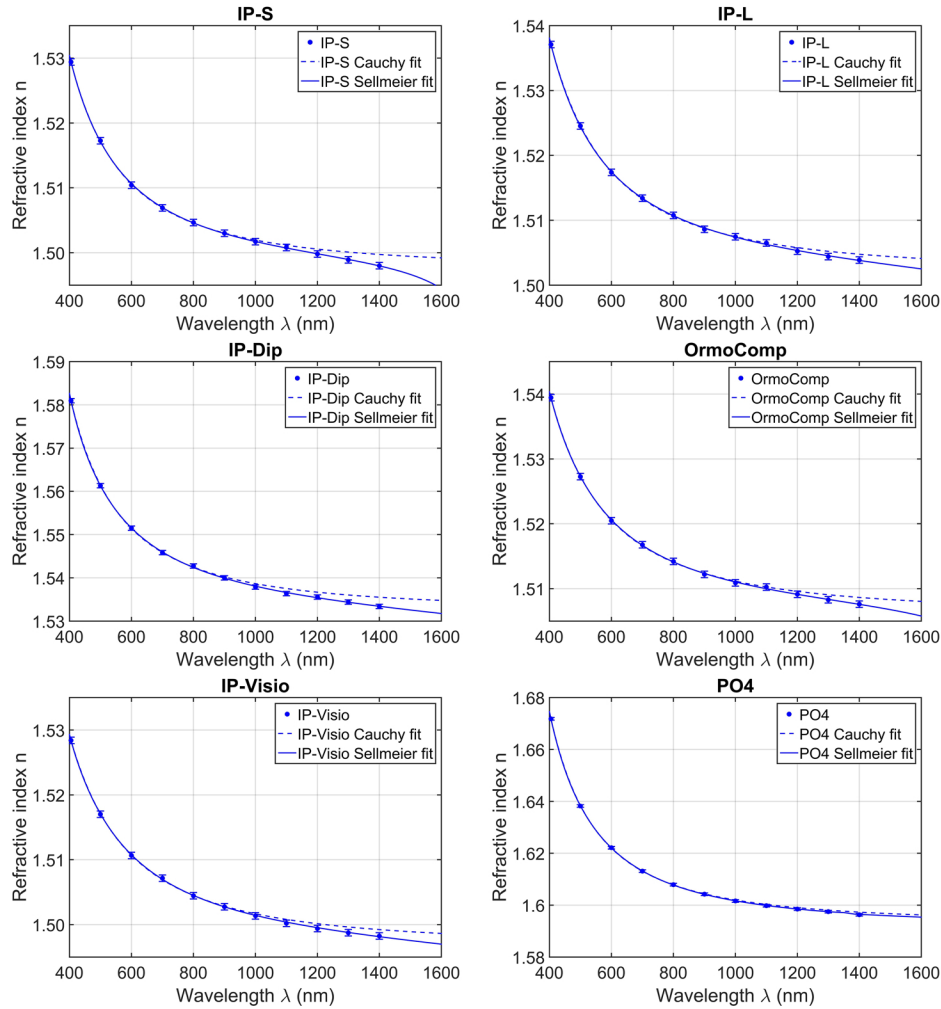 IP-S
1.53
1.52
1.51
1.50
Refractive index n
IP-S
IP-S Cauchy fit
IP-S Sellmeier fit
400 600 800 1000 1200 1400 1600
Wavelength λ (nm)
IP-L
1.54
1.53
1.52
1.51
1.50
Refractive index n
IP-L
IP-L Cauchy fit
IP-L Sellmeier fit
400 600 800 1000 1200 1400 1600
Wavelength λ (nm)
IP-Dip
1.59
1.58
1.57
1.56
1.55
1.54
1.53
Refractive index n
IP-Dip
IP-Dip Cauchy fit
IP-Dip Sellmeier fit
400 600 800 1000 1200 1400 1600
Wavelength λ (nm)
OrmoComp
1.54
1.53
1.52
1.51
Refractive index n
OrmoComp
OrmoComp Cauchy fit
OrmoComp Sellmeier fit
400 600 800 1000 1200 1400 1600
Wavelength λ (nm)
IP-Visio
1.53
1.52
1.51
1.50
Refractive index n
IP-Visio
IP-Visio Cauchy fit
IP-Visio Sellmeier fit
400 600 800 1000 1200 1400 1600
Wavelength λ (nm)
PO4
1.68
1.66
1.64
1.62
1.6
1.58
Refractive index n
PO4
PO4 Cauchy fit
PO4 Sellmeier fit
400 600 800 1000 1200 1400 1600
Wavelength λ (nm)